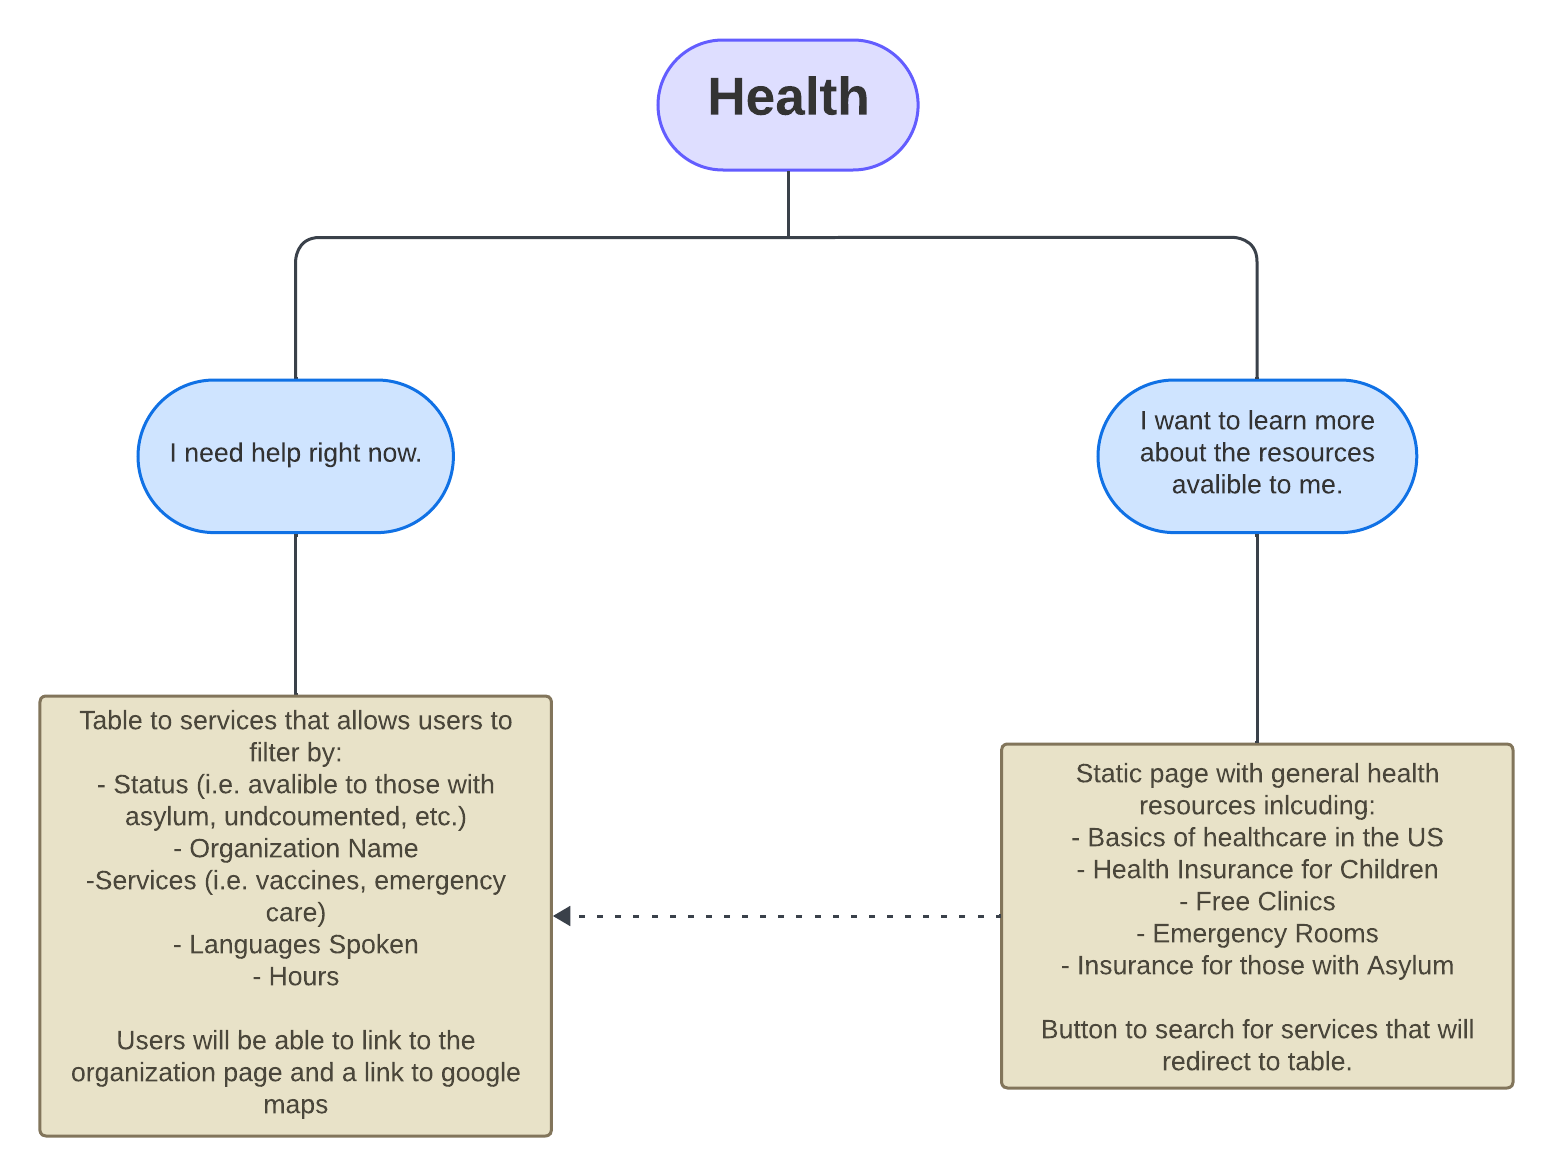 Health
I need help right now.
I want to learn more
about the resources
avalible to me.
Table to services that allows users to
filter by:
- Status (i.e. avalible to those with
asylum, undcoumented, etc.)
- Organization Name
-Services (i.e. vaccines, emergency
care)
- Languages Spoken
- Hours
Users will be able to link to the
organization page and a link to google
maps
Static page with general health
resources inlcuding:
- Basics of healthcare in the US
- Health Insurance for Children
- Free Clinics
- Emergency Rooms
- Insurance for those with Asylum
Button to search for services that will
redirect to table.